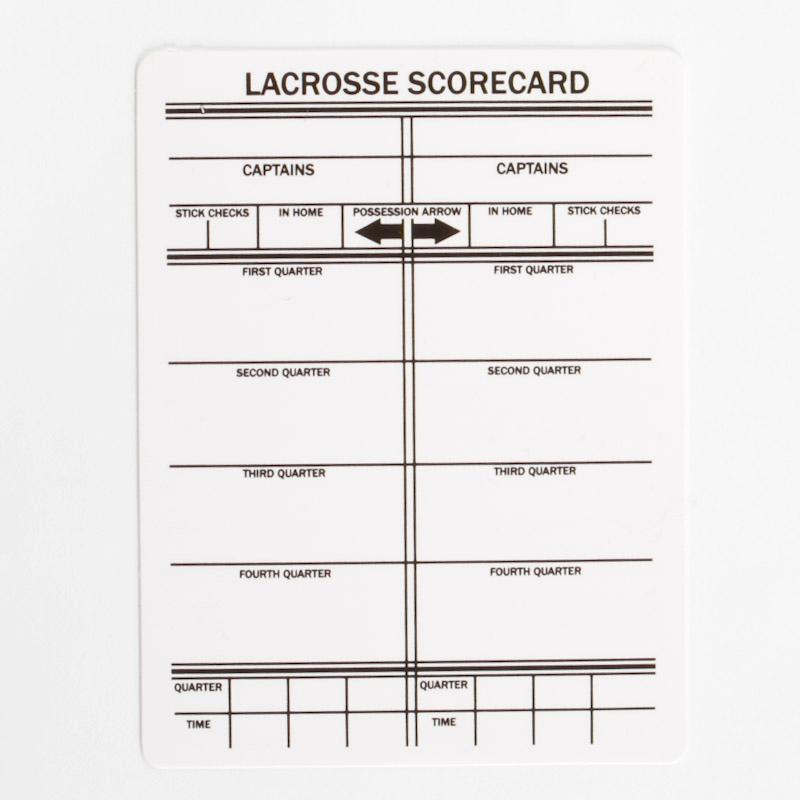 LACROSSE SCORECARD
CAPTAINS CAPTAINS
STICK CHECKS IN HOME POSSESSION ARROW IN HOME STICK CHECKS
FIRST QUARTER FIRST QUARTER
SECOND QUARTER SECOND QUARTER
THIRD QUARTER THIRD QUARTER
FOURTH QUARTER FOURTH QUARTER
QUARTER QUARTER
TIME TIME